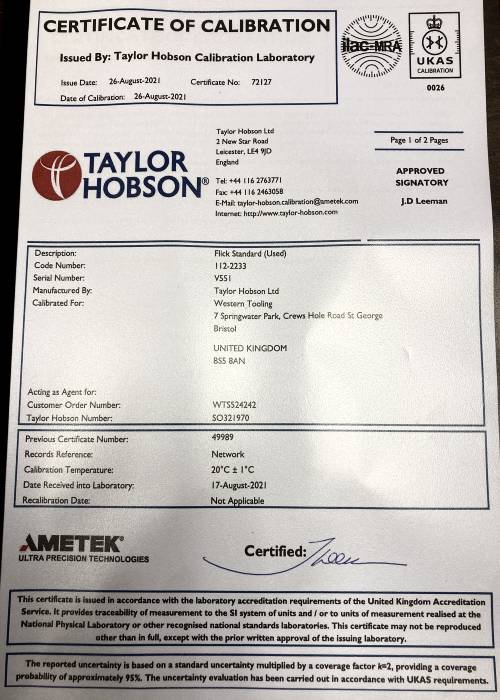 CERTIFICATE OF CALIBRATION
Issued By: Taylor Hobson Calibration Laboratory
Issue Date: 26-August-2021 Certificate No: 72127
Date of Calibration: 26-August-2021
ilac-MRA
UKAS
CALIBRATION
0026
Taylor Hobson Ltd
2 New Star Road
Leicester, LE4 9JD
England
Tel: +44 116 2763771
Fax: +44 116 2463058
E-Mail: taylor-hobson.calibration@ametek.com
Internet: http://www.taylor-hobson.com
TAYLOR
HOBSON®
Page 1 of 2 Pages
APPROVED
SIGNATORY
J.D Leeman
Description: Flick Standard (Used)
Code Number: 112-2233
Serial Number: V551
Manufactured By: Taylor Hobson Ltd
Calibrated For: Western Tooling
7 Springwater Park, Crews Hole Road St George
Bristol
UNITED KINGDOM
BS5 8AN
Acting as Agent for:
Customer Order Number: WTS524242
Taylor Hobson Number: SO321970
Previous Certificate Number: 49989
Records Reference: Network
Calibration Temperature: 20°C ± 1°C
Date Received into Laboratory: 17-August-2021
Recalibration Date: Not Applicable
AMETEK®
ULTRA PRECISION TECHNOLOGIES
Certified:
This certificate is issued in accordance with the laboratory accreditation requirements of the United Kingdom Accreditation
Service. It provides traceability of measurement to the SI system of units and / or to units of measurement realised at the
National Physical Laboratory or other recognised national standards laboratories. This certificate may not be reproduced
other than in full, except with the prior written approval of the issuing laboratory.
The reported uncertainty is based on a standard uncertainty multiplied by a coverage factor k=2, providing a coverage
probability of approximately 95%. The uncertainty evaluation has been carried out in accordance with UKAS requirements.